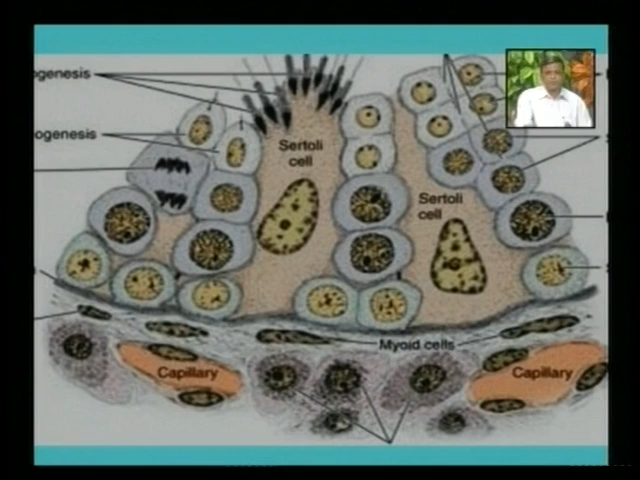 ogenesis
ogenesis
Sertoli
cell
Sertoli
cell
Myoid cells
Capillary
Capillary